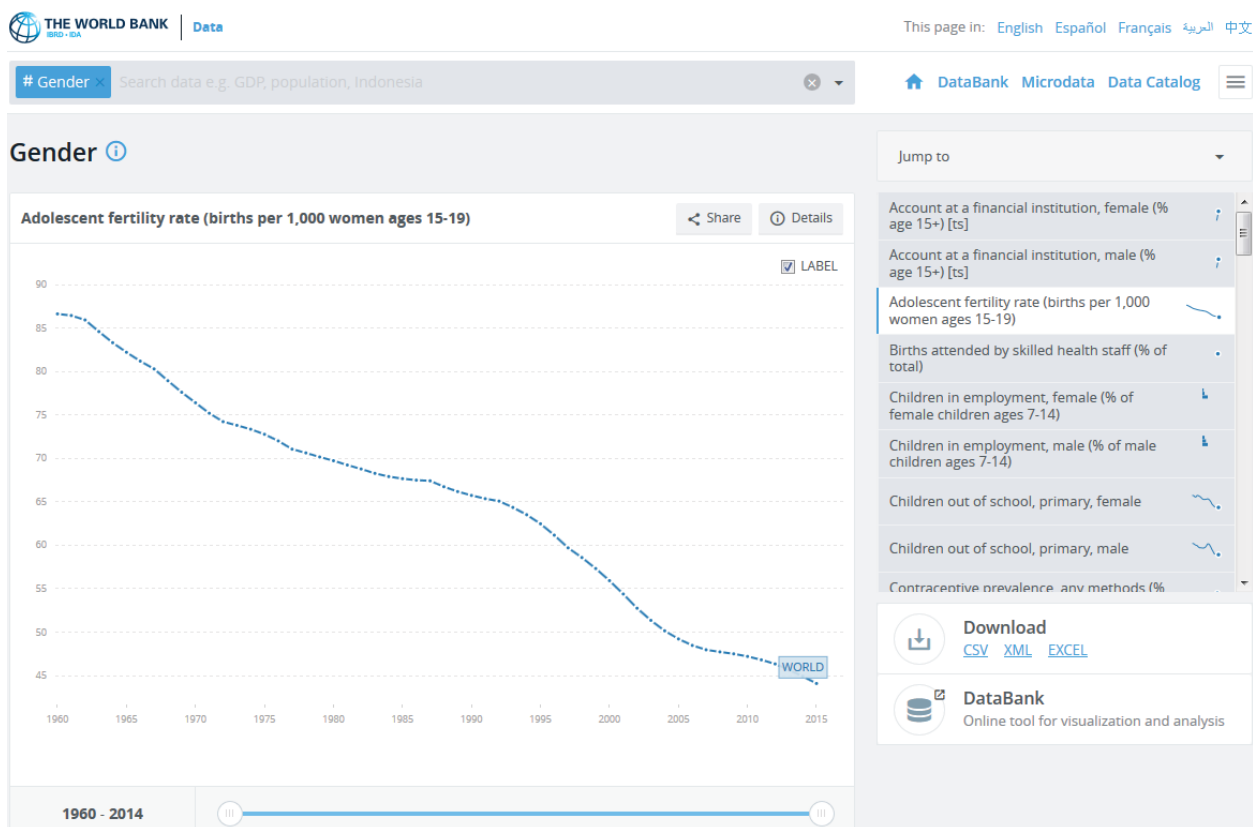 THE WORLD BANK
IBRD • IDA
Data
This page in: English Español Français العربية 中文
# Gender ×
Search data e.g. GDP, population, Indonesia
DataBank Microdata Data Catalog
Gender
Jump to
Adolescent fertility rate (births per 1,000 women ages 15-19)
Share
Details
LABEL
90
85
80
75
70
65
60
55
50
45
WORLD
1960 1965 1970 1975 1980 1985 1990 1995 2000 2005 2010 2015
1960 - 2014
Account at a financial institution, female (%
age 15+) [ts]
Account at a financial institution, male (%
age 15+) [ts]
Adolescent fertility rate (births per 1,000
women ages 15-19)
Births attended by skilled health staff (% of
total)
Children in employment, female (% of
female children ages 7-14)
Children in employment, male (% of male
children ages 7-14)
Children out of school, primary, female
Children out of school, primary, male
Contraceptive prevalence, any methods (%
Download
CSV XML EXCEL
DataBank
Online tool for visualization and analysis